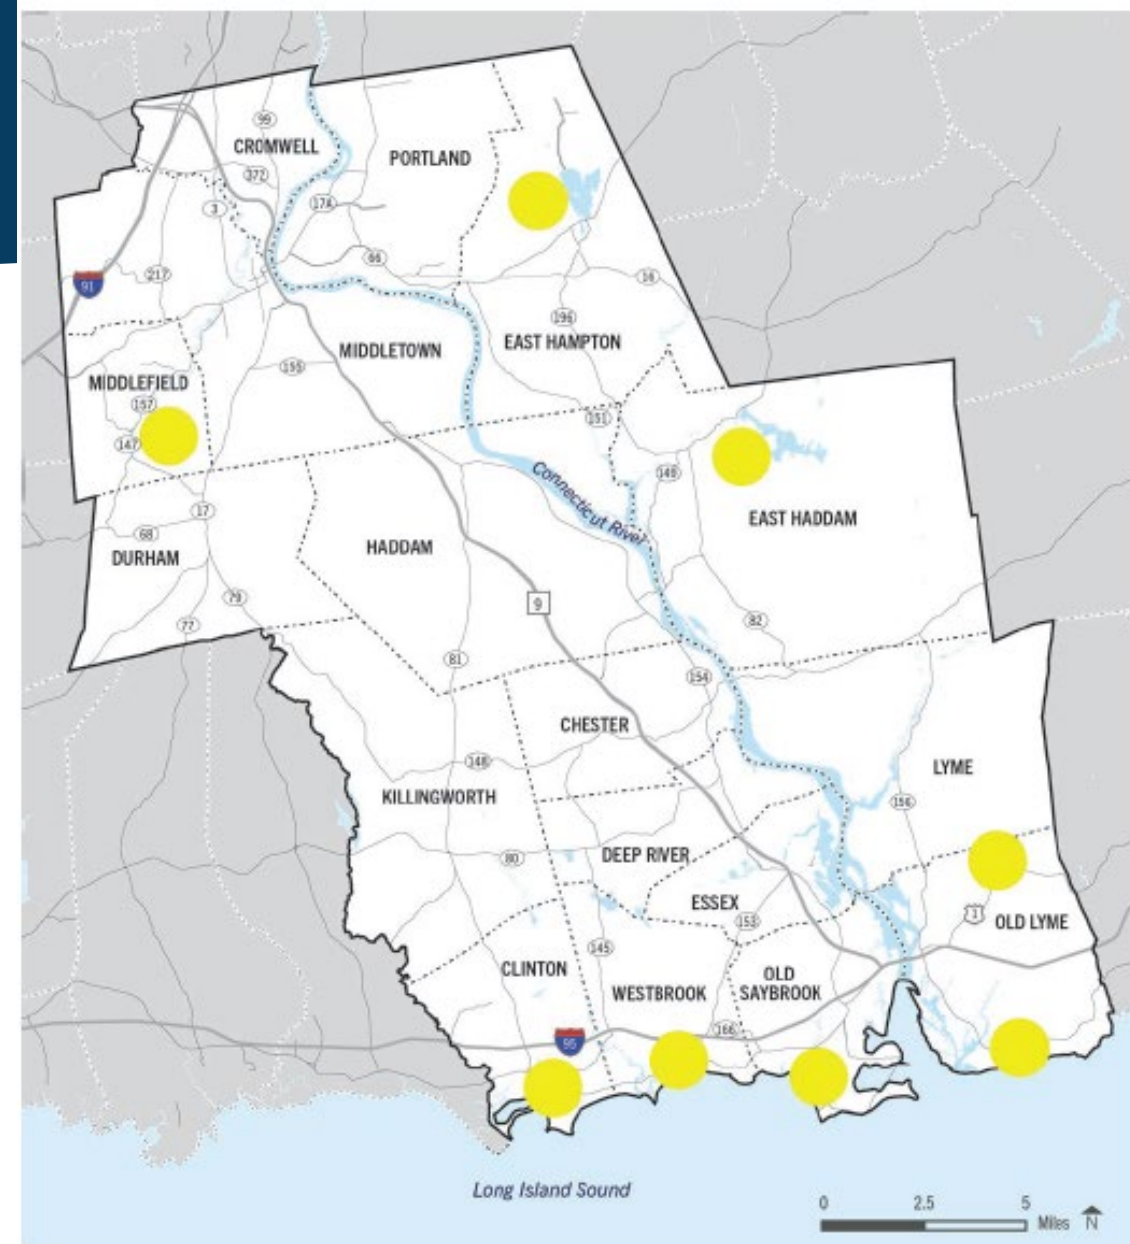 99
CROMWELL
PORTLAND
372
3
17A
66
91
217
16
196
EAST HAMPTON
MIDDLETOWN
155
MIDDLEFIELD
157
151
147
149
Connecticut River
17
68
EAST HADDAM
DURHAM
HADDAM
79
9
77
82
81
154
CHESTER
148
LYME
KILLINGWORTH
156
80
DEEP RIVER
ESSEX
153
1
OLD LYME
145
CLINTON
WESTBROOK
OLD
SAYBROOK
166
95
Long Island Sound
0 2.5 5
Miles N